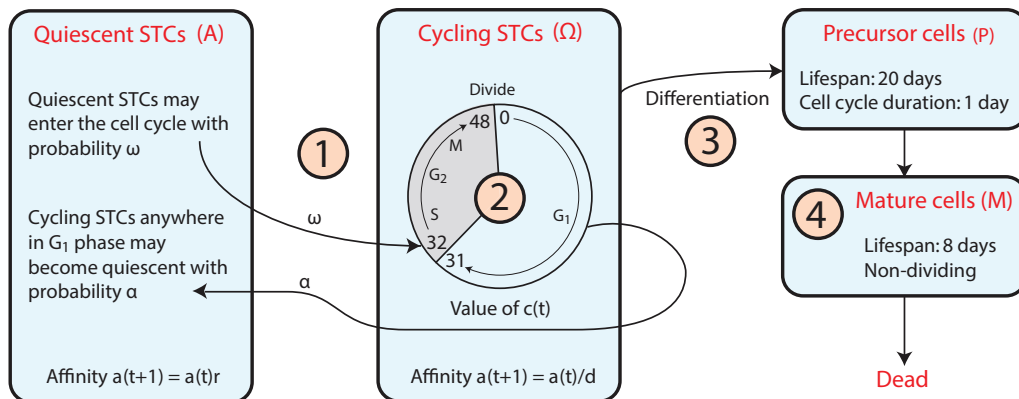 Quiescent STCs (A)
Quiescent STCs may
enter the cell cycle with
probability ω
Cycling STCs anywhere
in G1 phase may
become quiescent with
probability α
Affinity a(t+1) = a(t)r
1
ω
α
Cycling STCs (Ω)
Divide
48 0
M
G2
S
2
G1
32
31
Value of c(t)
Affinity a(t+1) = a(t)/d
Differentiation
3
Precursor cells (P)
Lifespan: 20 days
Cell cycle duration: 1 day
4
Mature cells (M)
Lifespan: 8 days
Non-dividing
Dead